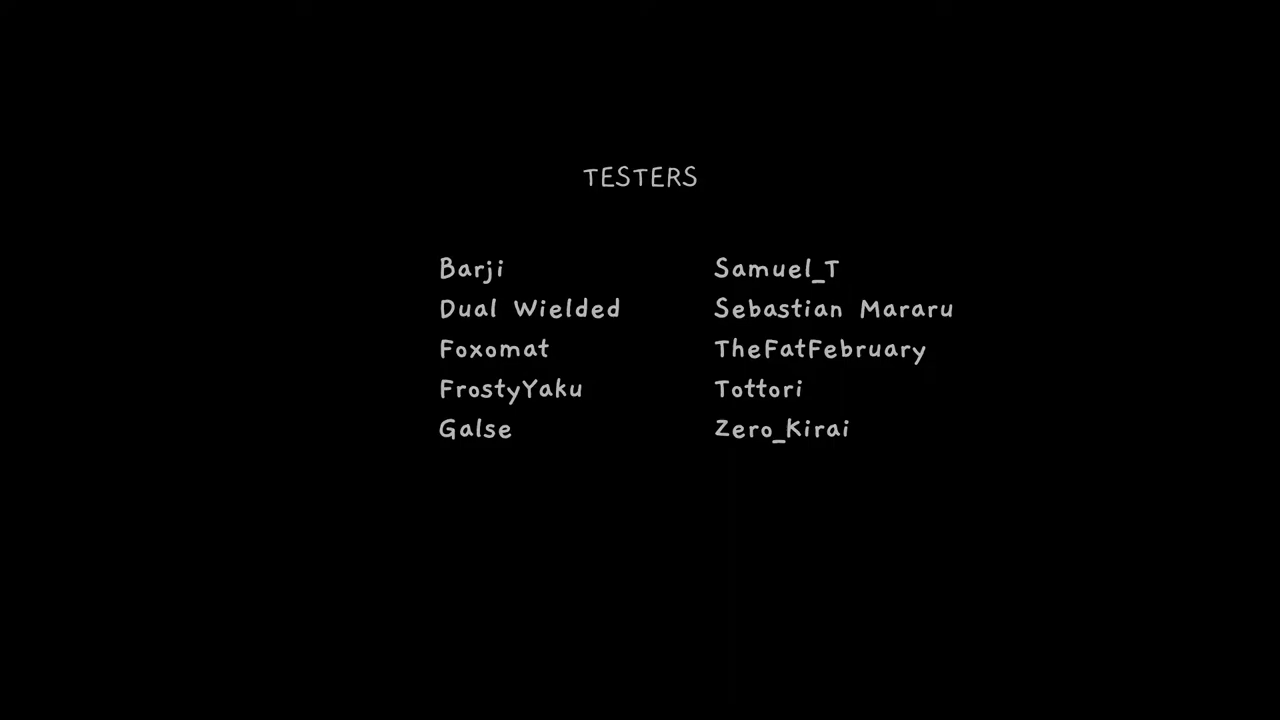 TESTERS
Barji
Dual Wielded
Foxomat
FrostyYaku
Galse
Samuel_T
Sebastian Mararu
TheFatFebruary
Tottori
Zero_Kirai